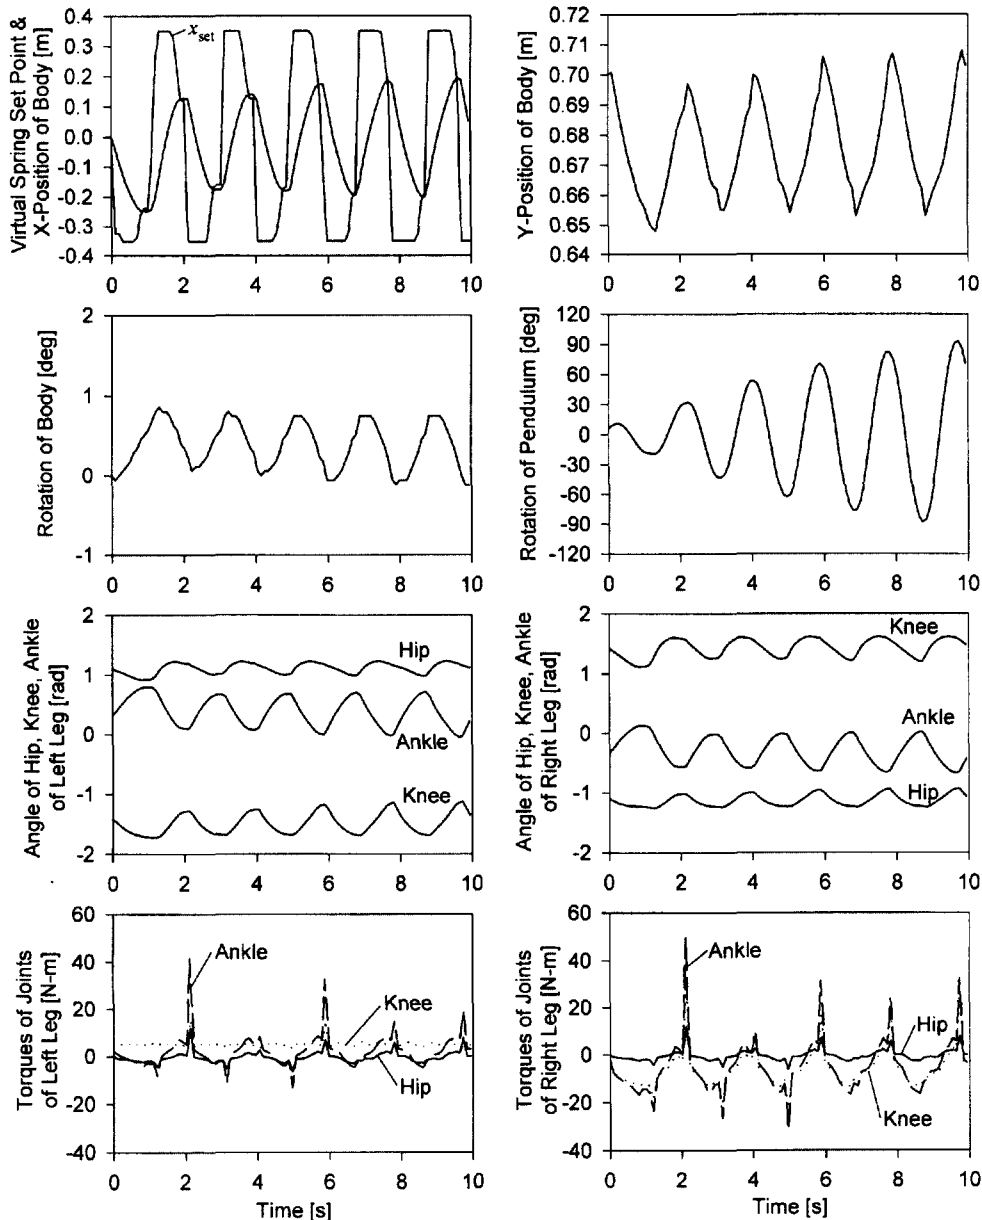 Virtual Spring Set Point &
X-Position of Body [m]
0.4
0.3
0.2
0.1
0.0
-0.1
-0.2
-0.3
-0.4
xset
0 2 4 6 8 10
Y-Position of Body [m]
0.72
0.71
0.70
0.69
0.68
0.67
0.66
0.65
0.64
0 2 4 6 8 10
Rotation of Body [deg]
2
1
0
-1
0 2 4 6 8 10
Rotation of Pendulum [deg]
120
90
60
30
0
-30
-60
-90
-120
0 2 4 6 8 10
Angle of Hip, Knee, Ankle
of Left Leg [rad]
2
1
0
-1
-2
Hip
Ankle
Knee
0 2 4 6 8 10
Angle of Hip, Knee, Ankle
of Right Leg [rad]
2
1
0
-1
-2
Knee
Ankle
Hip
0 2 4 6 8 10
Torques of Joints
of Left Leg [N-m]
60
40
20
0
-20
-40
Ankle
Knee
Hip
0 2 4 6 8 10
Time [s]
Torques of Joints
of Right Leg [N-m]
60
40
20
0
-20
-40
Ankle
Hip
Knee
0 2 4 6 8 10
Time [s]